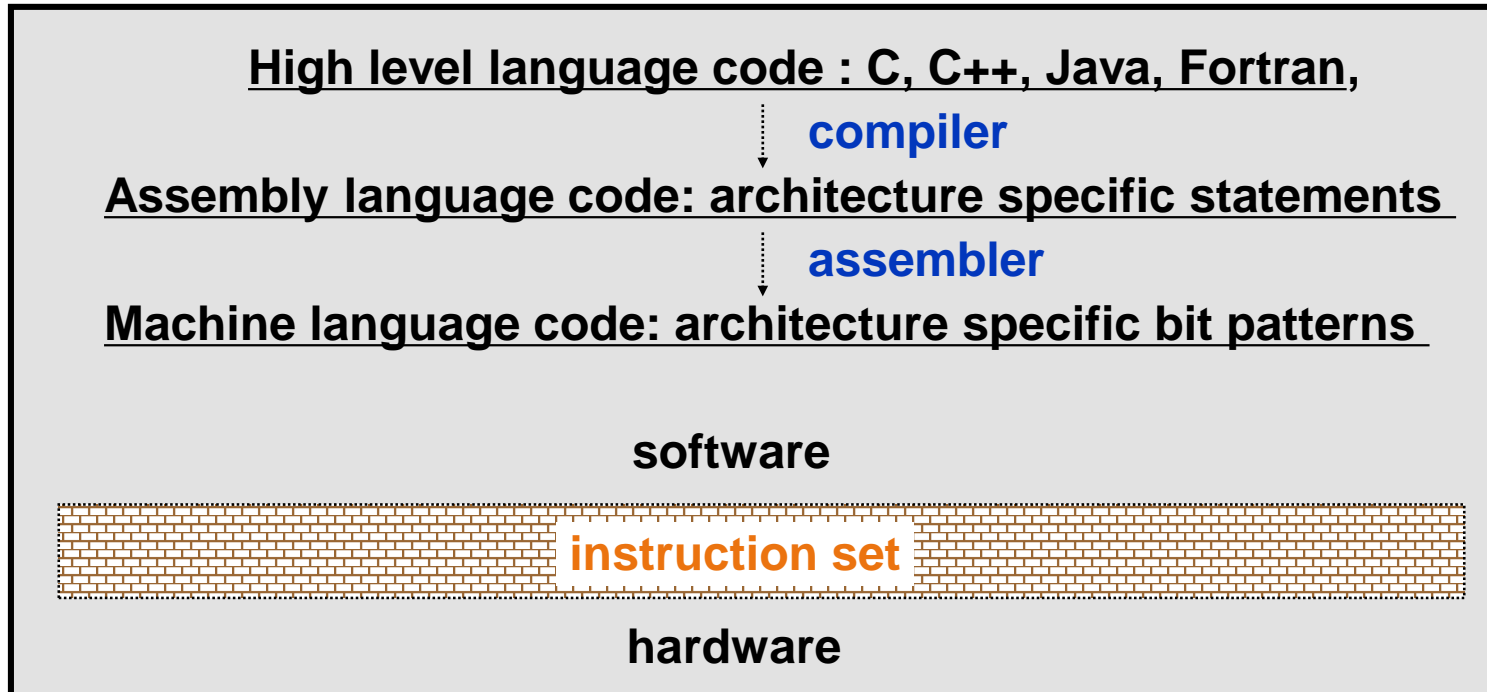 High level language code : C, C++, Java, Fortran,
compiler
Assembly language code: architecture specific statements
assembler
Machine language code: architecture specific bit patterns
software
instruction set
hardware